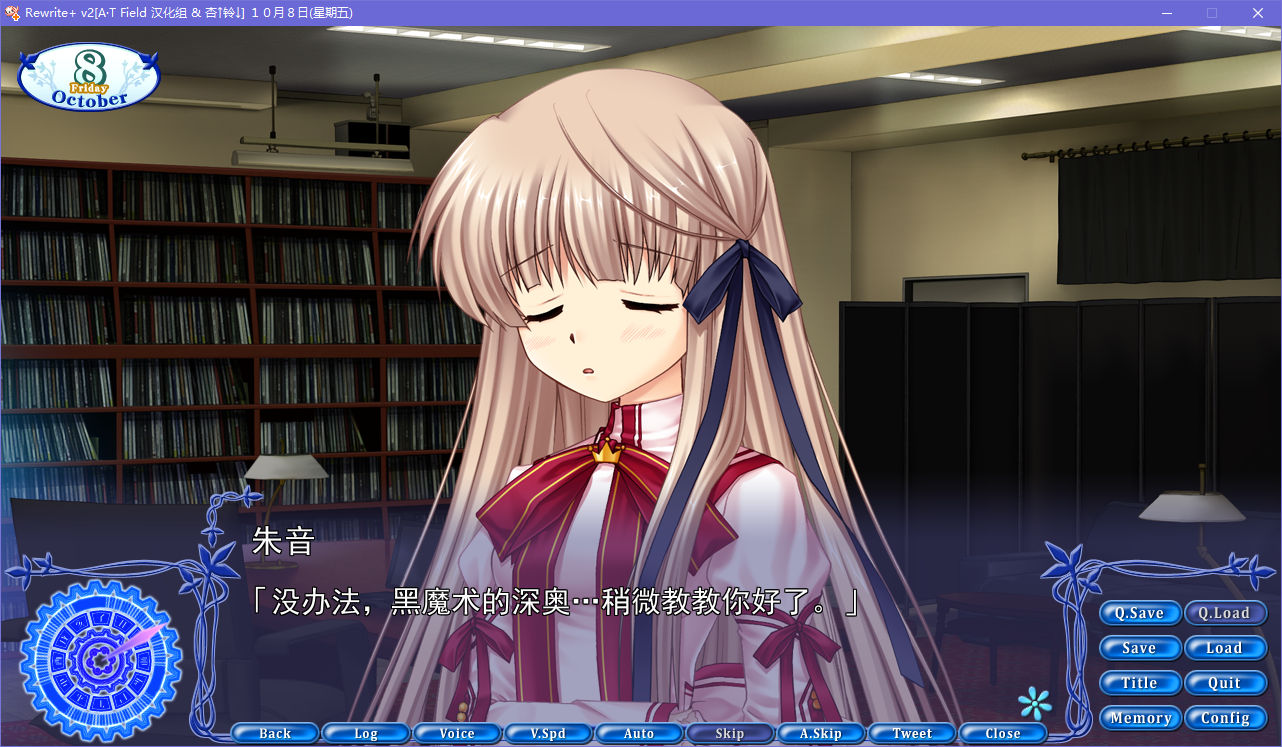 Rewrite+ v2[A·T Field 汉化组 & 杏⺊铃⺊] １０月８日(星期五)
8
Friday
October
朱音
「没办法，黑魔术的深奥…稍微教教你好了。」
Q.Save Q.Load
Save Load
Title Quit
Memory Config
Back Log Voice V.Spd Auto Skip A.Skip Tweet Close